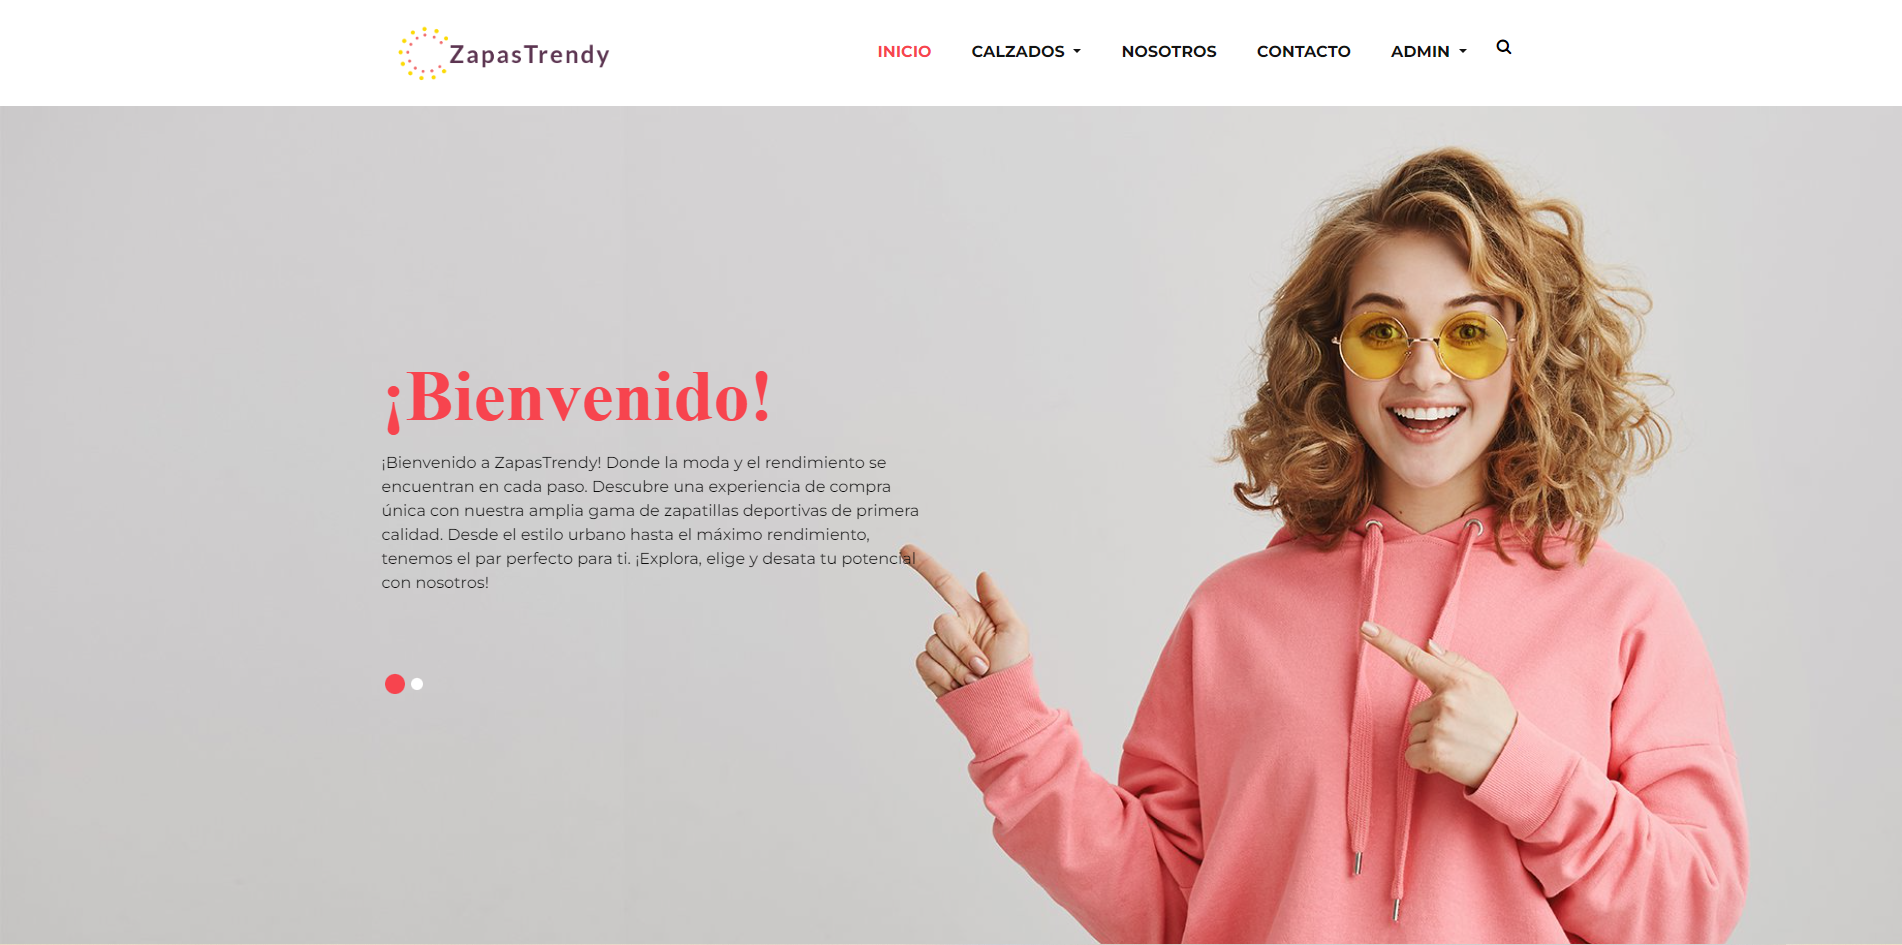 ZapasTrendy
INICIO
CALZADOS
NOSOTROS
CONTACTO
ADMIN
¡Bienvenido!
¡Bienvenido a ZapasTrendy! Donde la moda y el rendimiento se
encuentran en cada paso. Descubre una experiencia de compra
única con nuestra amplia gama de zapatillas deportivas de primera
calidad. Desde el estilo urbano hasta el máximo rendimiento,
tenemos el par perfecto para ti. ¡Explora, elige y desata tu potencial
con nosotros!